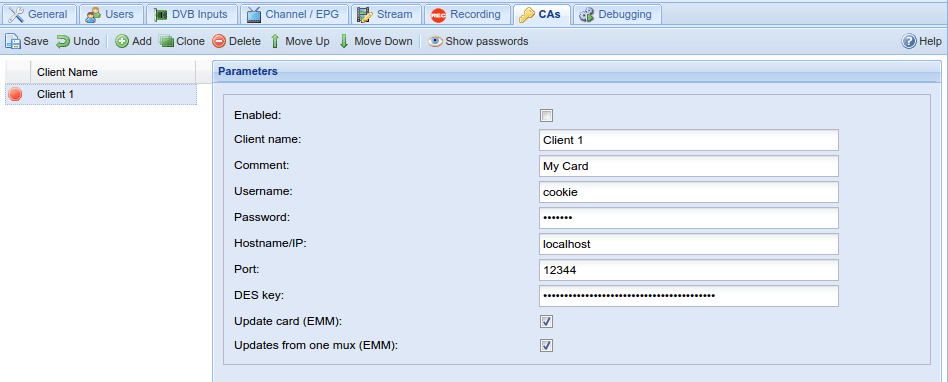 General Users DVB Inputs Channel / EPG Stream REC Recording CAs Debugging
Save Undo Add Clone Delete Move Up Move Down Show passwords Help
Client Name
Client 1
Parameters
Enabled:
Client name: Client 1
Comment: My Card
Username: cookie
Password: •••••••
Hostname/IP: localhost
Port: 12344
DES key: •••••••••••••••••••••••••••••••••••••••••
Update card (EMM):
Updates from one mux (EMM):